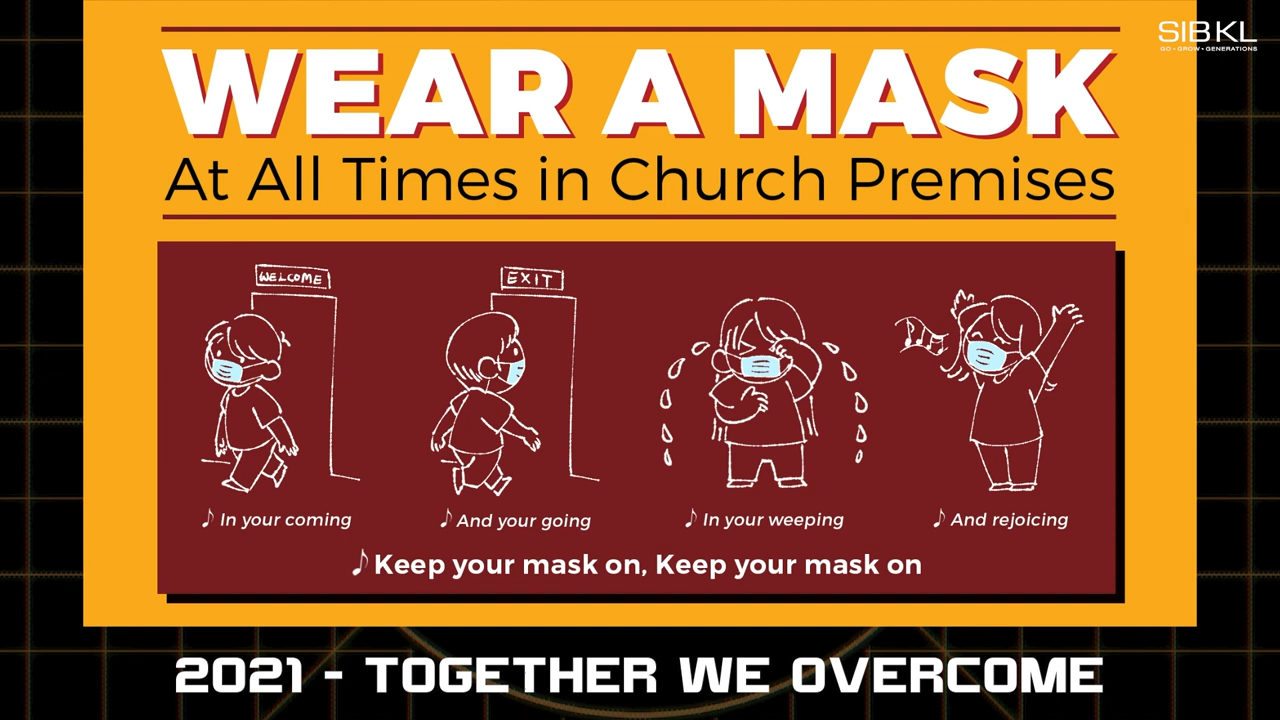 SIBKL
GO • GROW • GENERATIONS
WEAR A MASK
At All Times in Church Premises
WELCOME
EXIT
♪ In your coming
♪ And your going
♪ In your weeping
♪ And rejoicing
♪ Keep your mask on, Keep your mask on
2021 - TOGETHER WE OVERCOME